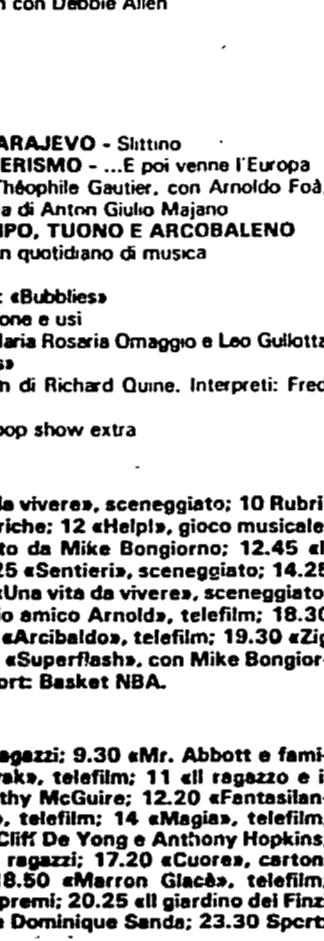 con Debbie Allen
ARAJEVO - Slittino
ERISMO - ...E poi venne l'Europa
Théophile Gautier, con Arnoldo Foà,
a di Anton Giulio Majano
IPO, TUONO E ARCOBALENO
n quotidiano di musica
: «Bubblies»
one e usi
Maria Rosaria Omaggio e Leo Gullotta
s»
n di Richard Quine. Interpreti: Fred
pop show extra
da vivere», sceneggiato; 10 Rubri-
riche; 12 «Help!», gioco musicale
to da Mike Bongiorno; 12.45 «I
25 «Sentieri», sceneggiato; 14.25
«Una vita da vivere», sceneggiato
io amico Arnold», telefilm; 18.30
«Arcibaldo», telefilm; 19.30 «Zig
«Superflash», con Mike Bongior-
ort: Basket NBA.
agazzi; 9.30 «Mr. Abbott e fami-
yak», telefilm; 11 «Il ragazzo e i
thy McGuire; 12.20 «Fantasilan-
», telefilm; 14 «Magia», telefilm,
Cliff De Yong e Anthony Hopkins;
ragazzi; 17.20 «Cuore», carton
18.50 «Marron Glacè», telefilm;
premi; 20.25 «Il giardino dei Finz
e Dominique Sanda; 23.30 Sport: